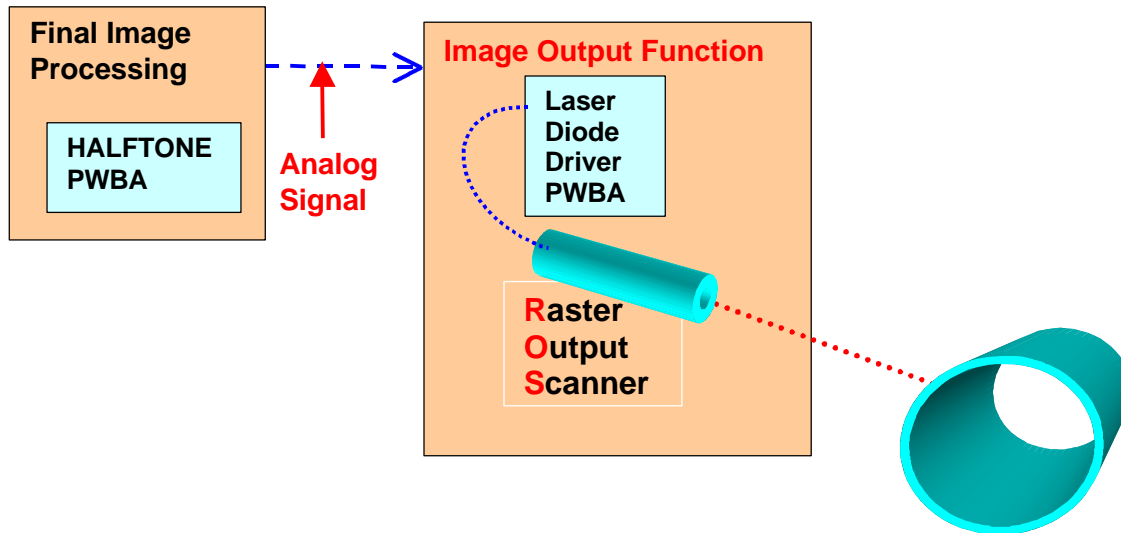 Final Image
Processing
HALFTONE
PWBA
Analog
Signal
Image Output Function
Laser
Diode
Driver
PWBA
Raster
Output
Scanner